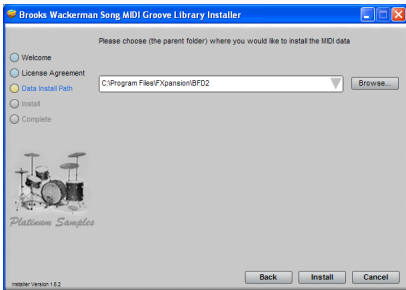 Brooks Wackerman Song MIDI Groove Library Installer
Please choose (the parent folder) where you would like to install the MIDI data
Welcome
License Agreement
Data Install Path
C:\Program Files\FXpansion\BFD2
Browse...
Install
Complete
Platinum Samples
Back
Install
Cancel
Installer Version 1.6.2